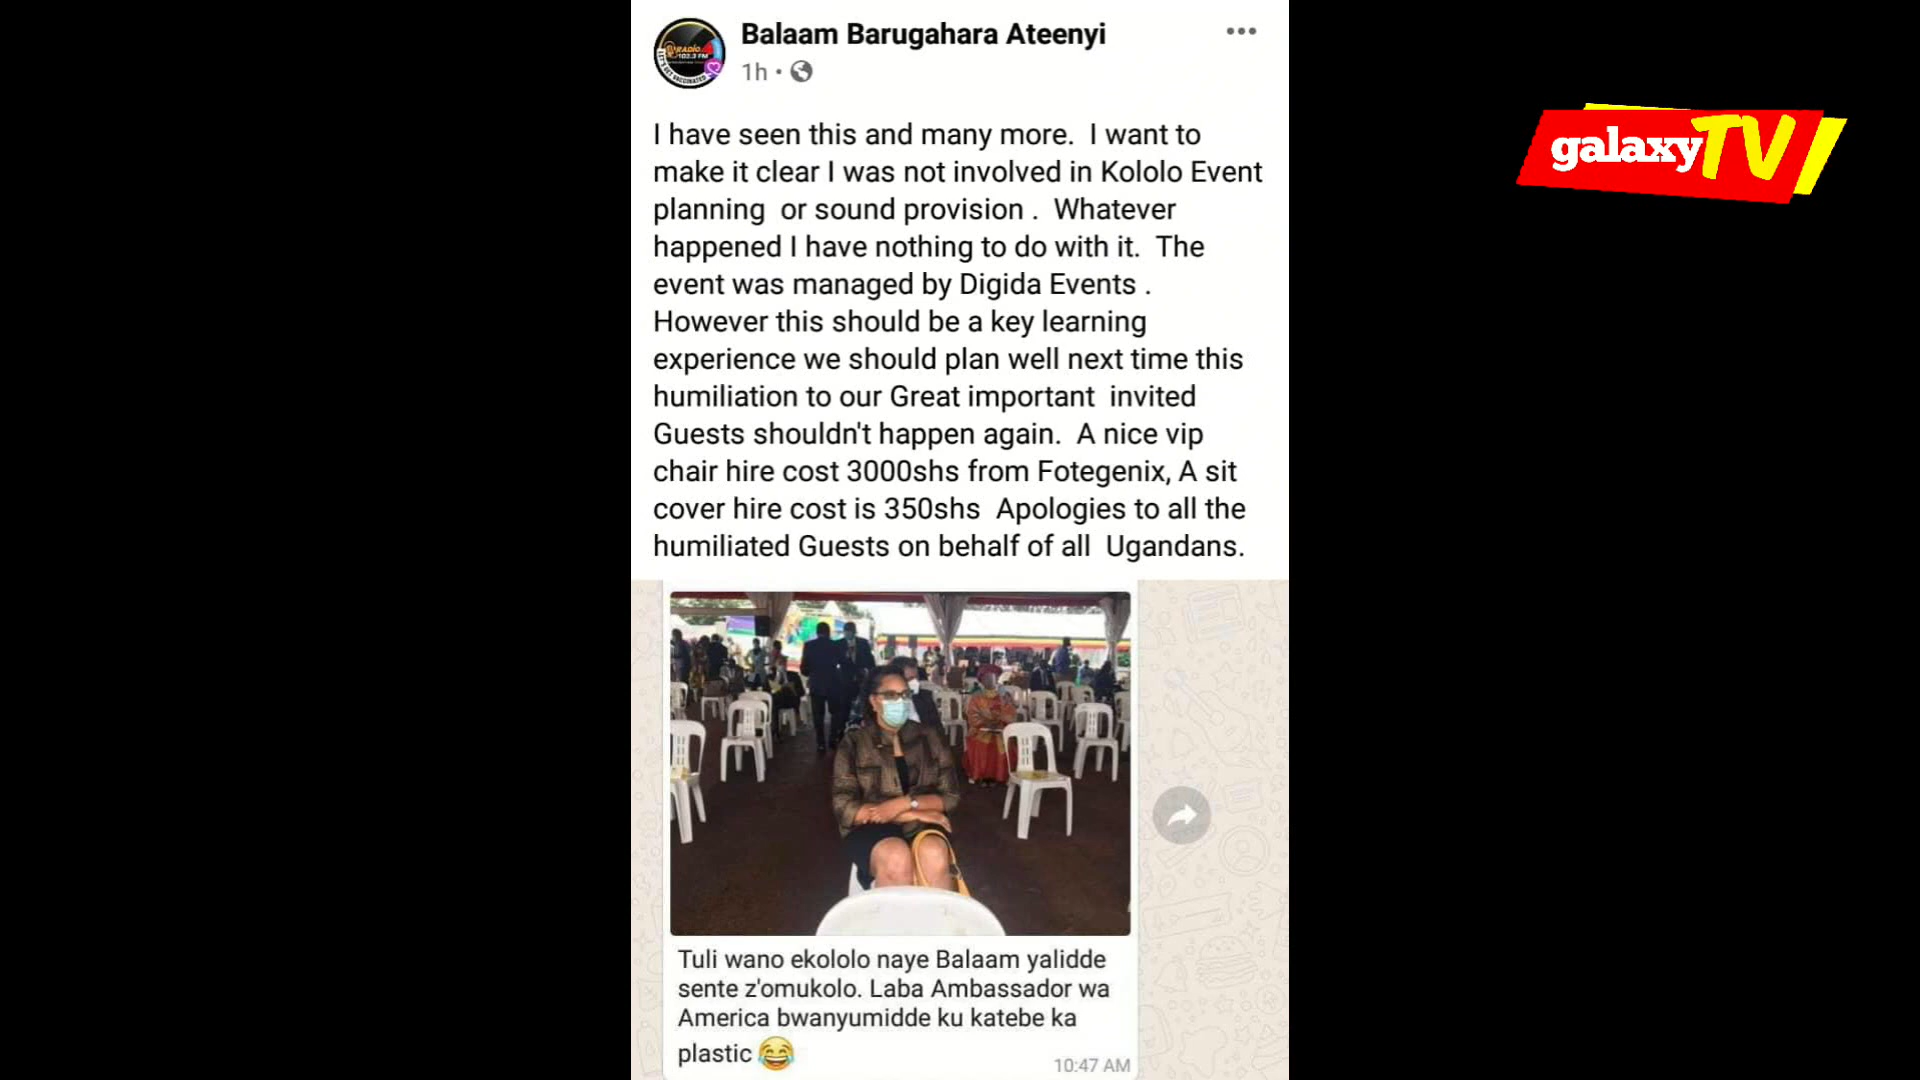 Balaam Barugahara Ateenyi
1h
I have seen this and many more. I want to
make it clear I was not involved in Kololo Event
planning or sound provision . Whatever
happened I have nothing to do with it. The
event was managed by Digida Events .
However this should be a key learning
experience we should plan well next time this
humiliation to our Great important invited
Guests shouldn't happen again. A nice vip
chair hire cost 3000shs from Fotegenix, A sit
cover hire cost is 350shs Apologies to all the
humiliated Guests on behalf of all Ugandans.
Tuli wano ekololo naye Balaam yalidde
sente z'omukolo. Laba Ambassador wa
America bwanyumidde ku katebe ka
plastic 😂
10:47 AM
galaxyTV
RADIO